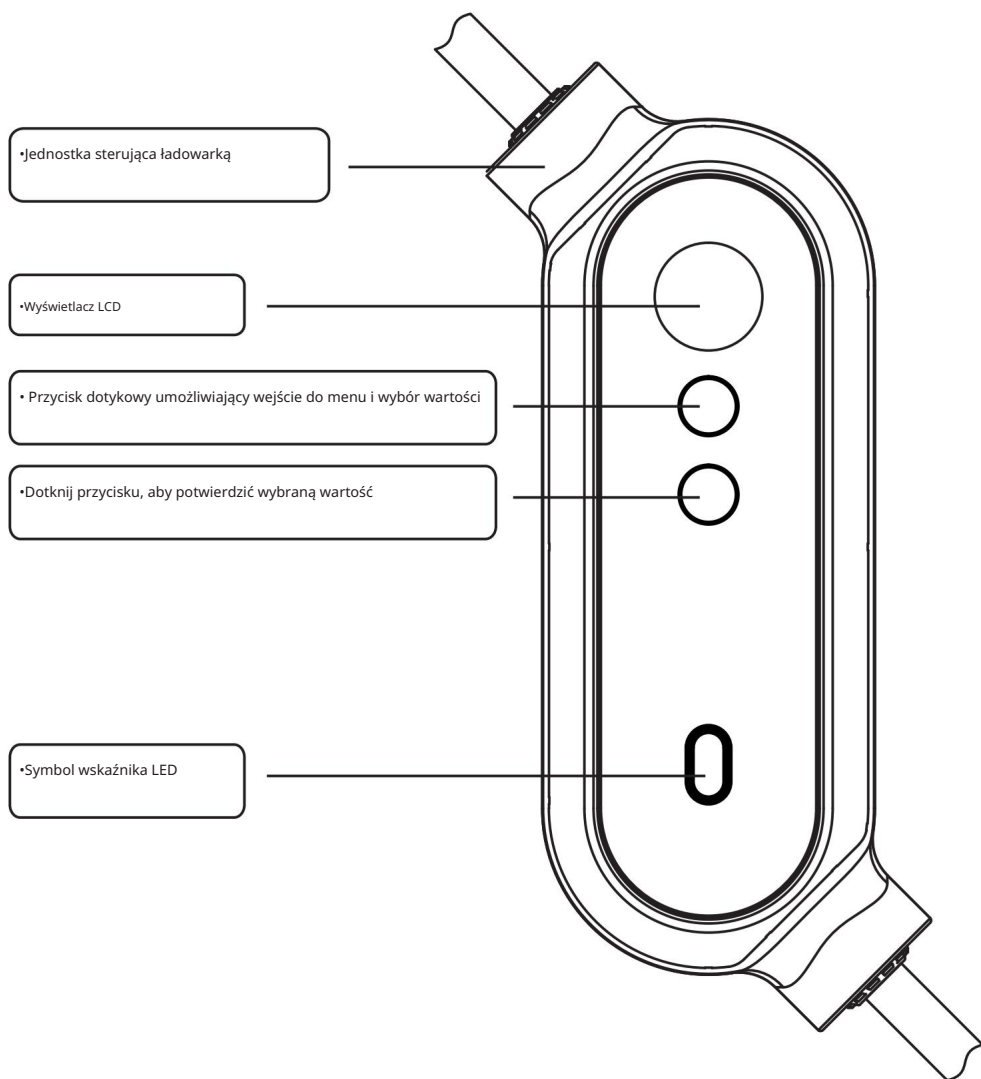 •Jednostka sterująca ładowarką
•Wyświetlacz LCD
• Przycisk dotykowy umożliwiający wejście do menu i wybór wartości
•Dotknij przycisku, aby potwierdzić wybraną wartość
•Symbol wskaźnika LED